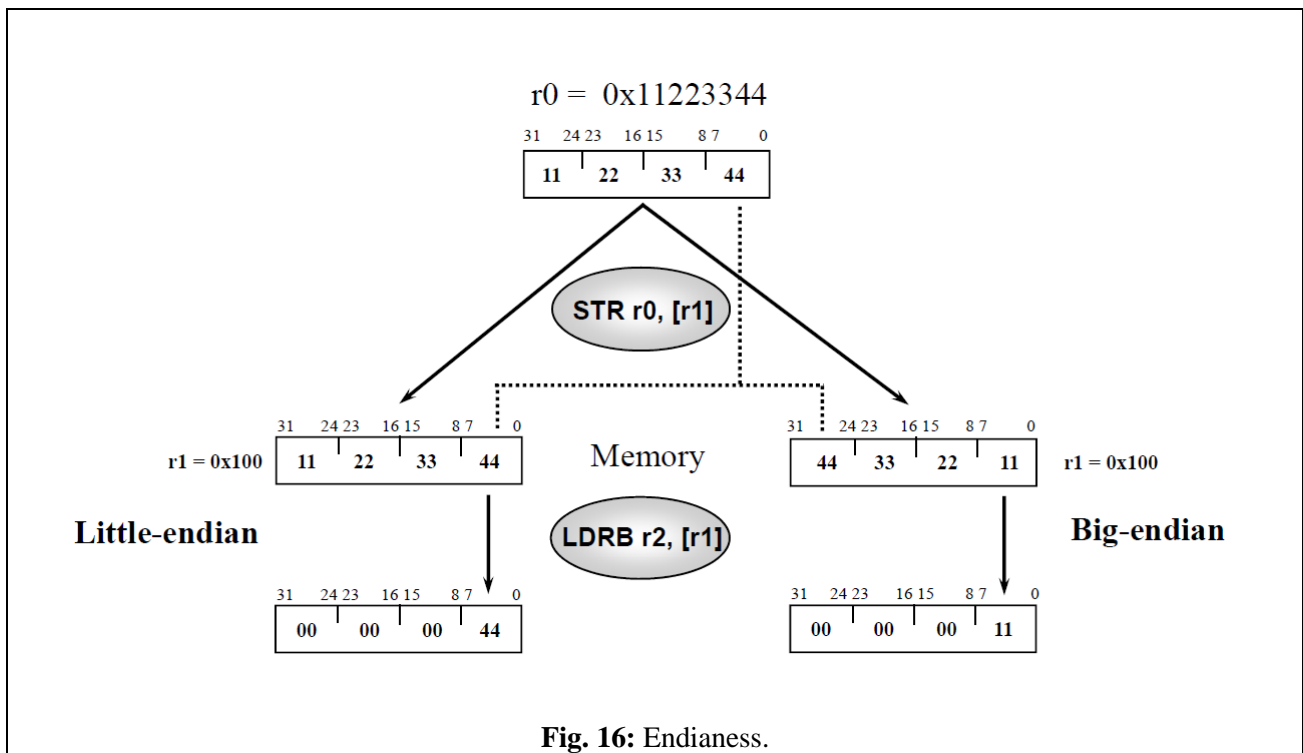 r0 = 0x11223344
31 24 23 16 15 8 7 0
11 22 33 44
STR r0, [r1]
31 24 23 16 15 8 7 0
31 24 23 16 15 8 7 0
r1 = 0x100 11 22 33 44 Memory 44 33 22 11 r1 = 0x100
Little-endian LDRB r2, [r1] Big-endian
31 24 23 16 15 8 7 0
31 24 23 16 15 8 7 0
00 00 00 44
00 00 00 11
Fig. 16: Endianess.